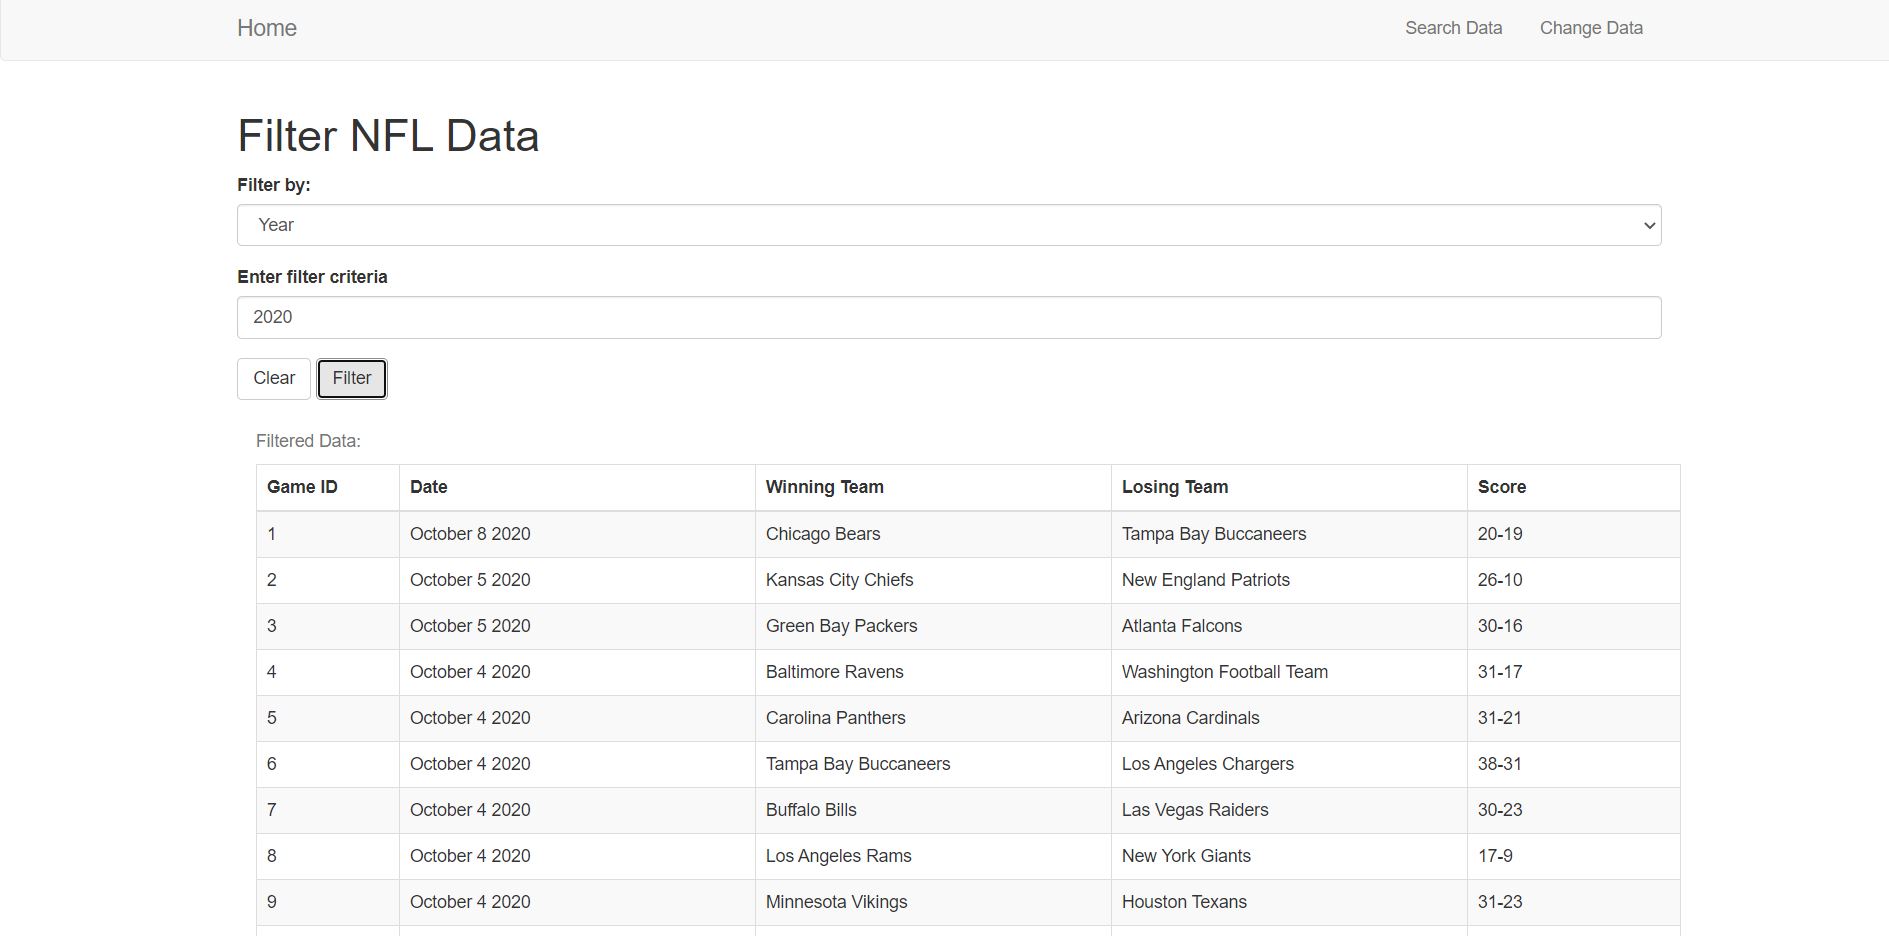 Home Search Data Change Data
Filter NFL Data
Filter by:
Year
Enter filter criteria
2020
Clear Filter
Filtered Data:
Game ID Date Winning Team Losing Team Score
1 October 8 2020 Chicago Bears Tampa Bay Buccaneers 20-19
2 October 5 2020 Kansas City Chiefs New England Patriots 26-10
3 October 5 2020 Green Bay Packers Atlanta Falcons 30-16
4 October 4 2020 Baltimore Ravens Washington Football Team 31-17
5 October 4 2020 Carolina Panthers Arizona Cardinals 31-21
6 October 4 2020 Tampa Bay Buccaneers Los Angeles Chargers 38-31
7 October 4 2020 Buffalo Bills Las Vegas Raiders 30-23
8 October 4 2020 Los Angeles Rams New York Giants 17-9
9 October 4 2020 Minnesota Vikings Houston Texans 31-23